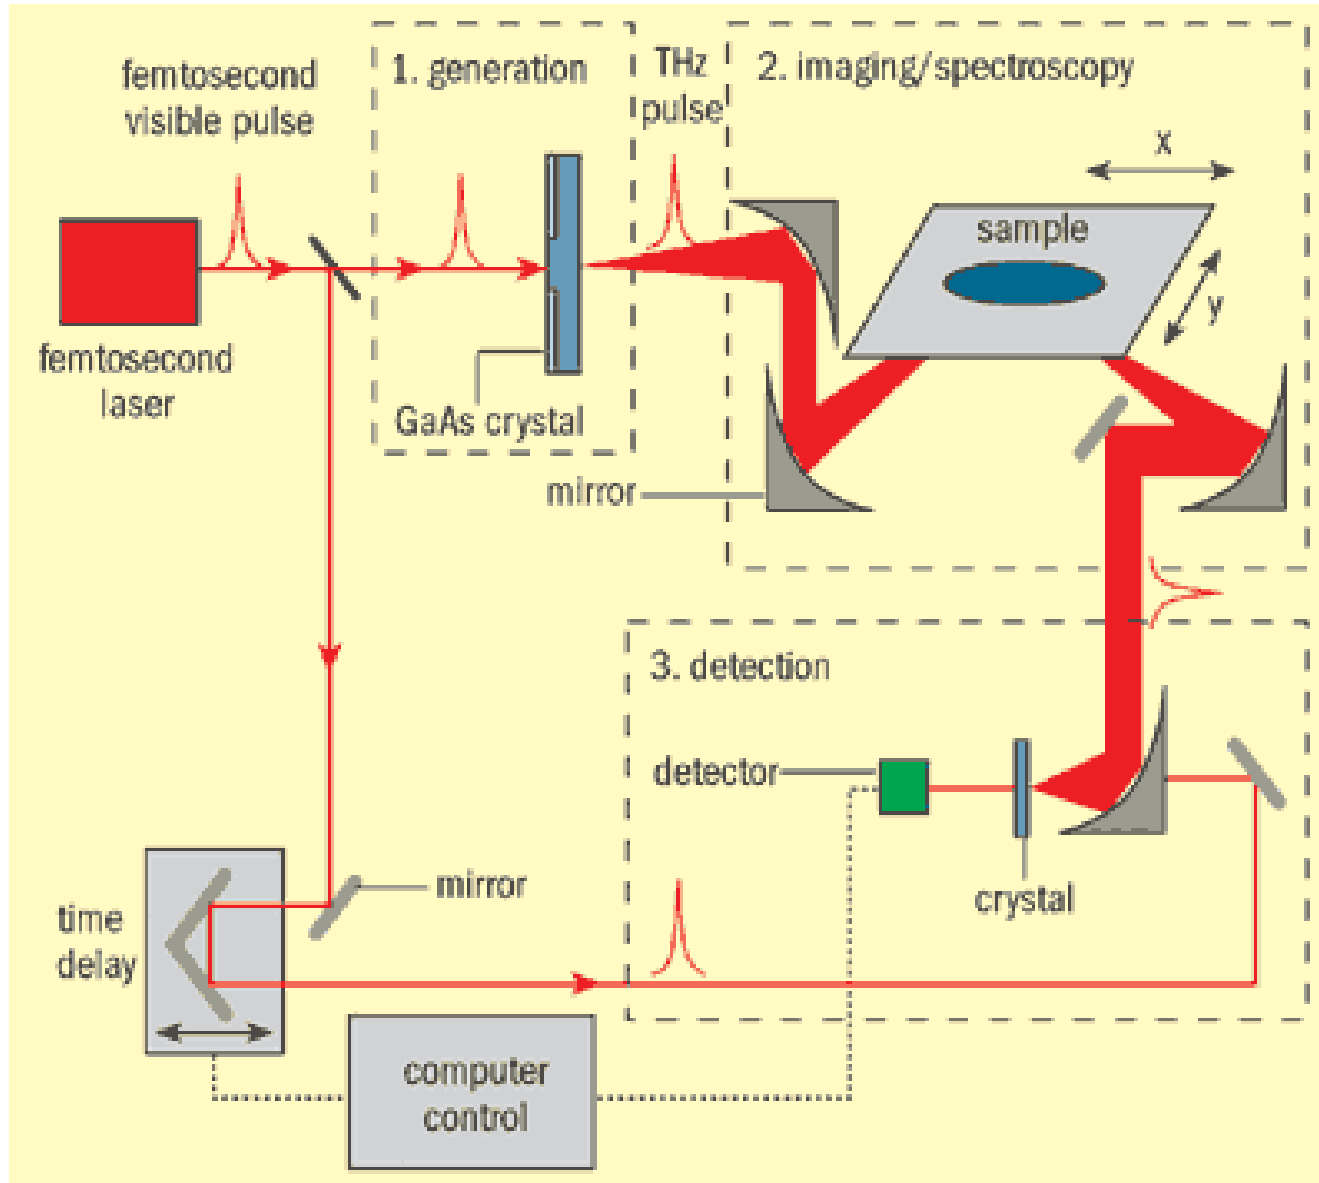 femtosecond
visible pulse
1. generation
THz
pulse
2. imaging/spectroscopy
x
sample
y
femtosecond
laser
GaAs crystal
mirror
3. detection
detector
crystal
mirror
time
delay
computer
control